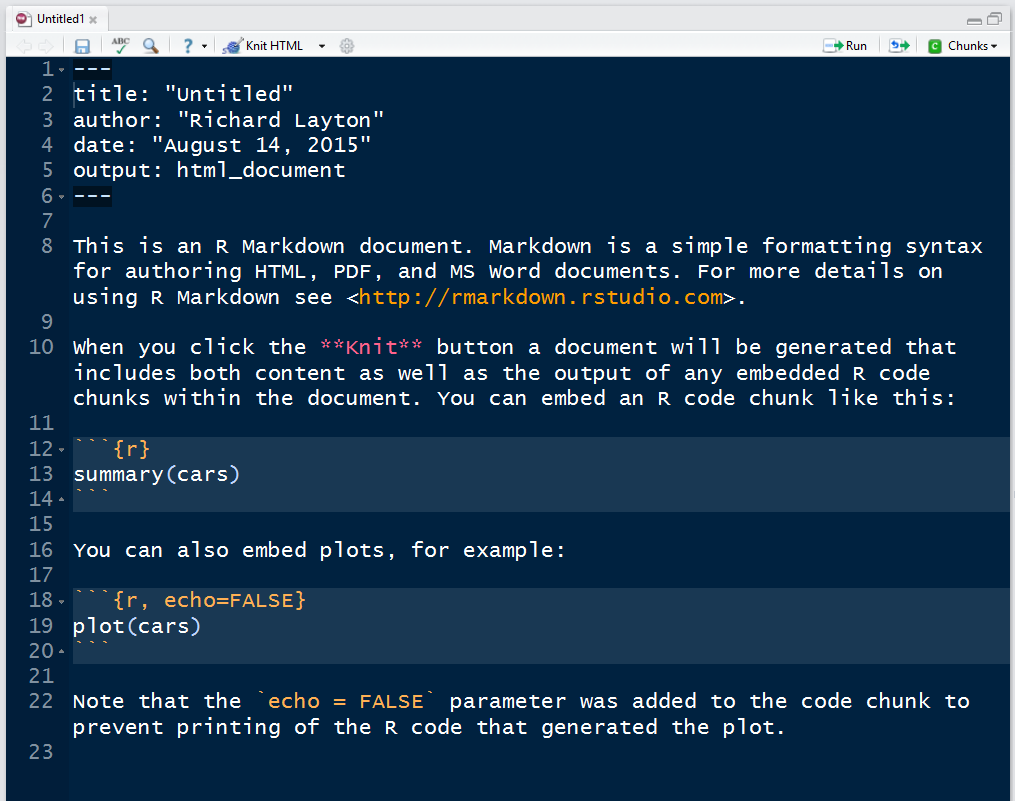 Untitled1
ABC
? Knit HTML Run Chunks
1 ---
2 title: "Untitled"
3 author: "Richard Layton"
4 date: "August 14, 2015"
5 output: html_document
6 ---
7
8 This is an R Markdown document. Markdown is a simple formatting syntax
for authoring HTML, PDF, and MS Word documents. For more details on
using R Markdown see <http://rmarkdown.rstudio.com>.
9
10 When you click the **Knit** button a document will be generated that
includes both content as well as the output of any embedded R code
chunks within the document. You can embed an R code chunk like this:
11
12 ```{r}
13 summary(cars)
14 ```
15
16 You can also embed plots, for example:
17
18 ```{r, echo=FALSE}
19 plot(cars)
20 ```
21
22 Note that the `echo = FALSE` parameter was added to the code chunk to
prevent printing of the R code that generated the plot.
23